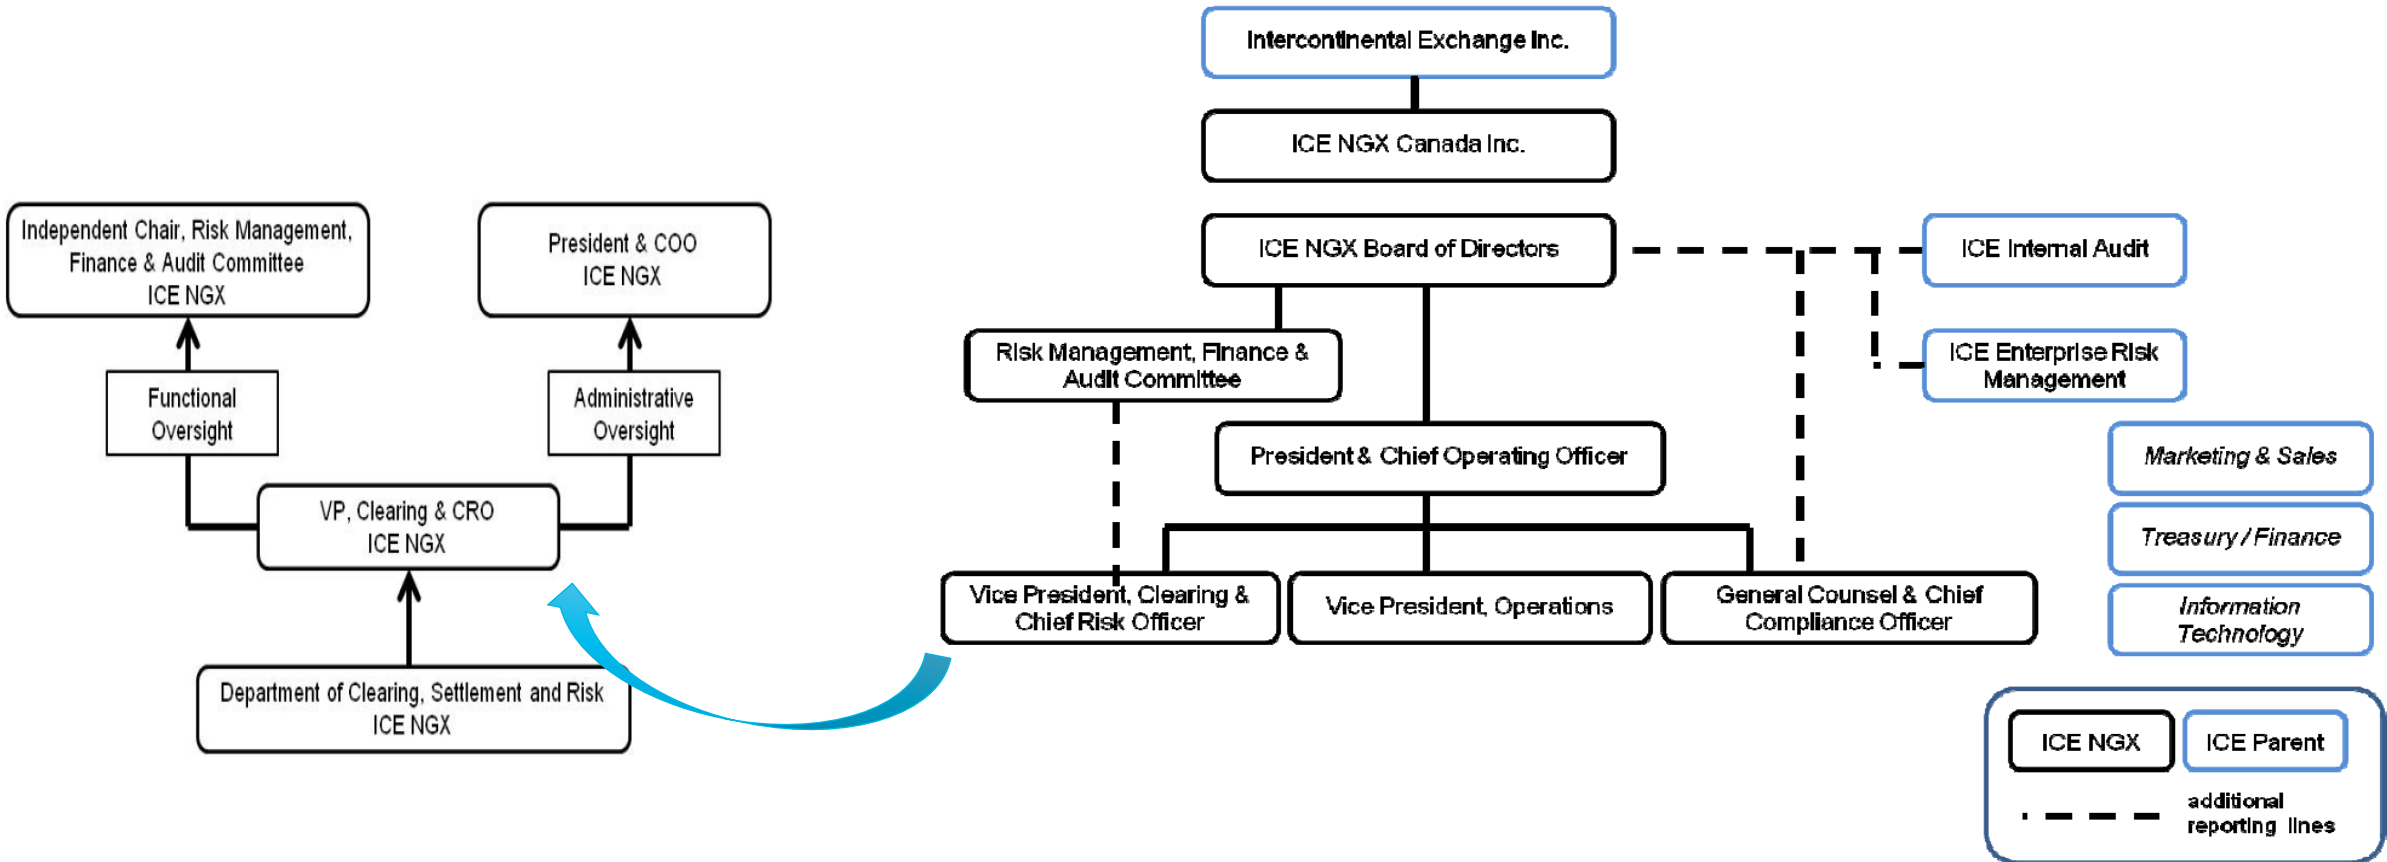 Intercontinental Exchange Inc.
ICE NGX Canada Inc.
Independent Chair, Risk Management,
Finance & Audit Committee
ICE NGX
President & COO
ICE NGX
Functional
Oversight
Administrative
Oversight
VP, Clearing & CRO
ICE NGX
Department of Clearing, Settlement and Risk
ICE NGX
ICE NGX Board of Directors
ICE Internal Audit
Risk Management, Finance &
Audit Committee
ICE Enterprise Risk
Management
President & Chief Operating Officer
Vice President, Clearing &
Chief Risk Officer
Vice President, Operations
General Counsel & Chief
Compliance Officer
Marketing & Sales
Treasury / Finance
Information
Technology
ICE NGX
ICE Parent
additional
reporting lines